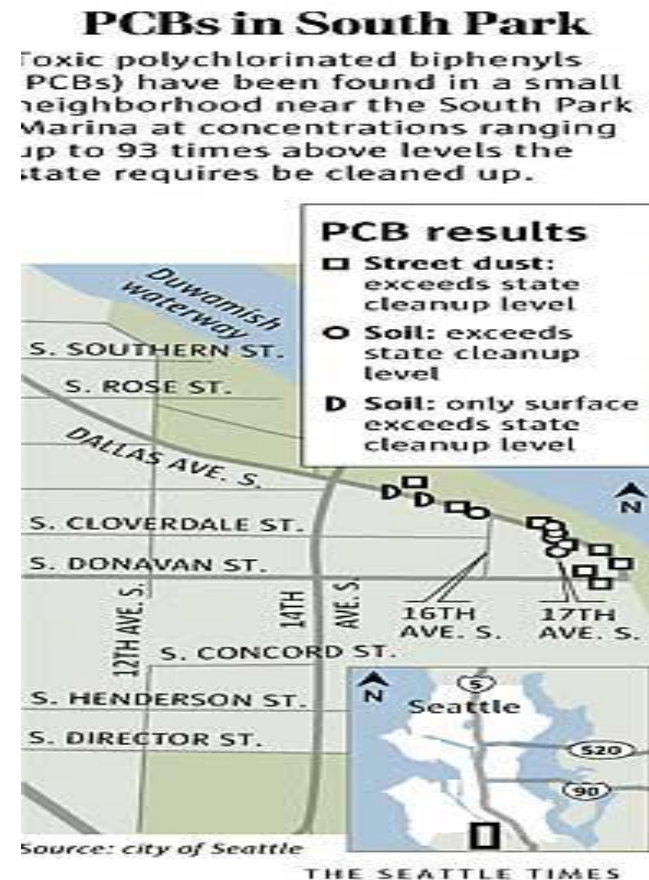 PCBs in South Park
Toxic polychlorinated biphenyls
PCBs) have been found in a small
neighborhood near the South Park
Marina at concentrations ranging
up to 93 times above levels the
state requires be cleaned up.
PCB results
Street dust:
exceeds state
cleanup level
Soil: exceeds
state cleanup
level
Soil: only surface
exceeds state
cleanup level
Duwamish
waterway
S. SOUTHERN ST.
S. ROSE ST.
DALLAS AVE. S.
N
S. CLOVERDALE ST.
S. DONAVAN ST.
12TH AVE. S.
14TH
AVE. S.
16TH
AVE. S.
17TH
AVE. S.
S. CONCORD ST.
S. HENDERSON ST.
S. DIRECTOR ST.
N
5
Seattle
520
90
Source: city of Seattle
THE SEATTLE TIMES